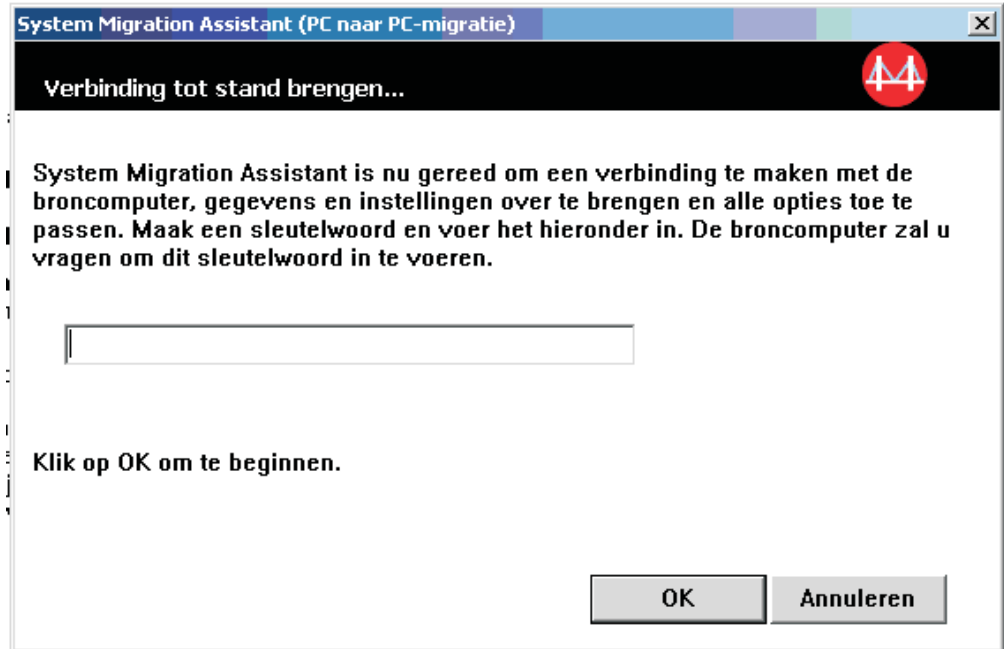 System Migration Assistant (PC naar PC-migratie)
Verbinding tot stand brengen...
System Migration Assistant is nu gereed om een verbinding te maken met de
broncomputer, gegevens en instellingen over te brengen en alle opties toe te
passen. Maak een sleutelwoord en voer het hieronder in. De broncomputer zal u
vragen om dit sleutelwoord in te voeren.
Klik op OK om te beginnen.
OK Annuleren